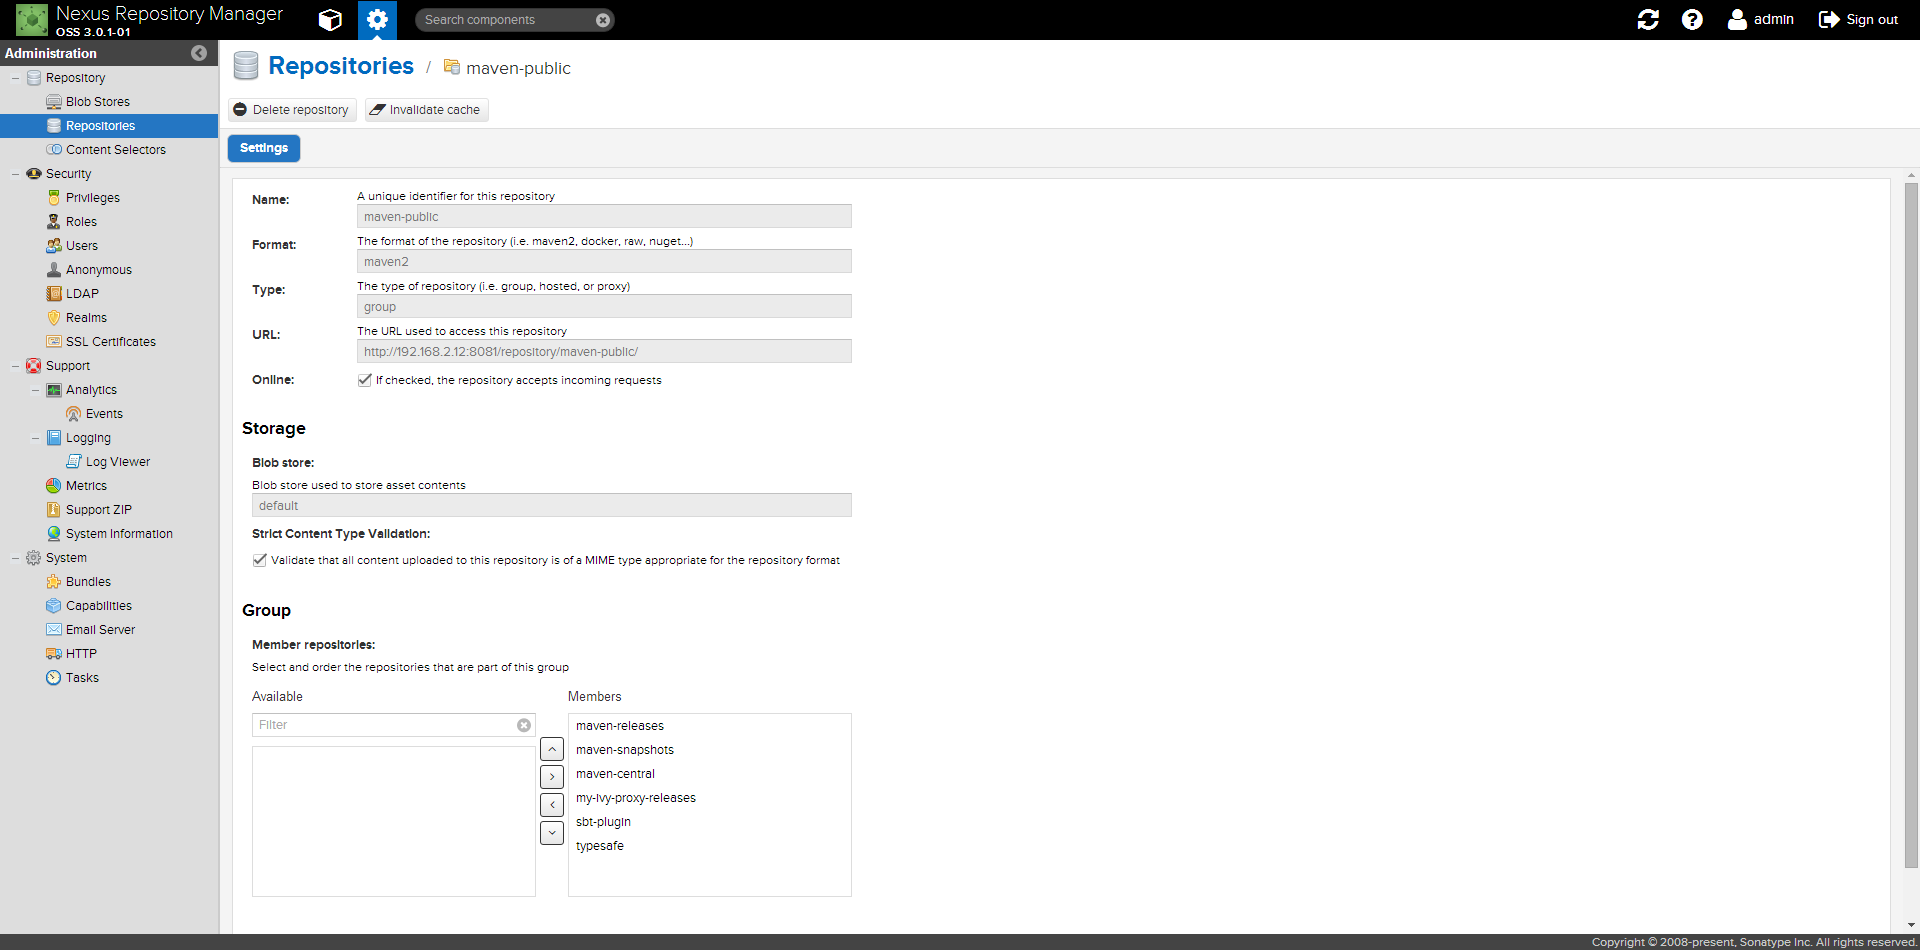 Nexus Repository Manager
OSS 3.0.1-01
Search components
admin
Sign out
Administration
Repository
Blob Stores
Repositories
Content Selectors
Security
Privileges
Roles
Users
Anonymous
LDAP
Realms
SSL Certificates
Support
Analytics
Events
Logging
Log Viewer
Metrics
Support ZIP
System Information
System
Bundles
Capabilities
Email Server
HTTP
Tasks
Repositories / maven-public
Delete repository
Invalidate cache
Settings
Name:
A unique identifier for this repository
maven-public
Format:
The format of the repository (i.e. maven2, docker, raw, nuget...)
maven2
Type:
The type of repository (i.e. group, hosted, or proxy)
group
URL:
The URL used to access this repository
http://192.168.2.12:8081/repository/maven-public/
Online:
If checked, the repository accepts incoming requests
Storage
Blob store:
Blob store used to store asset contents
default
Strict Content Type Validation:
Validate that all content uploaded to this repository is of a MIME type appropriate for the repository format
Group
Member repositories:
Select and order the repositories that are part of this group
Available
Filter
Members
maven-releases
maven-snapshots
maven-central
my-ivy-proxy-releases
sbt-plugin
typesafe
Copyright © 2008-present, Sonatype Inc. All rights reserved.